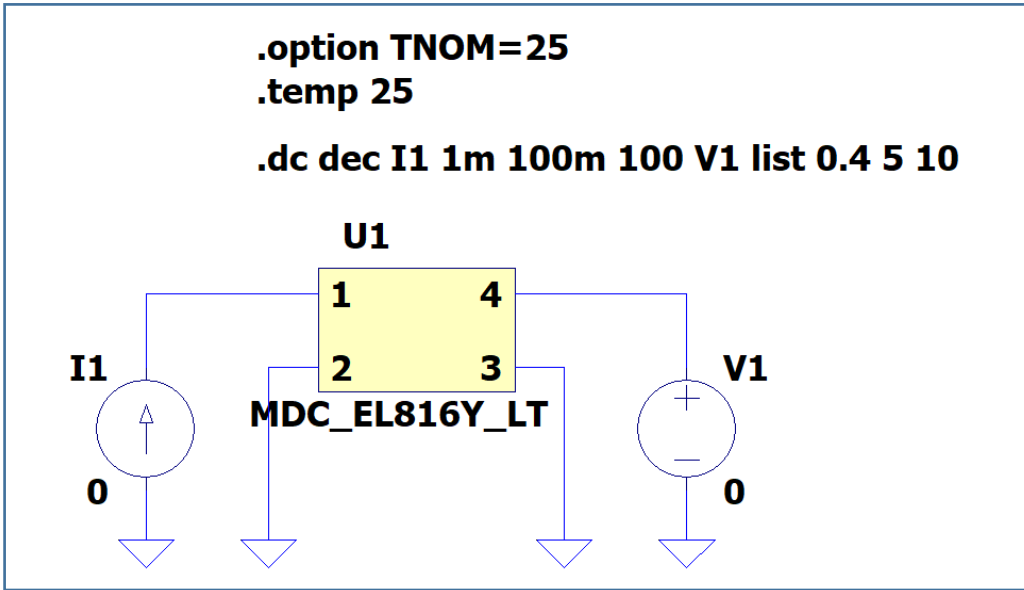 .option TNOM=25
.temp 25
.dc dec I1 1m 100m 100 V1 list 0.4 5 10
U1
1 4
I1 2 3 V1
MDC_EL816Y_LT
0 0